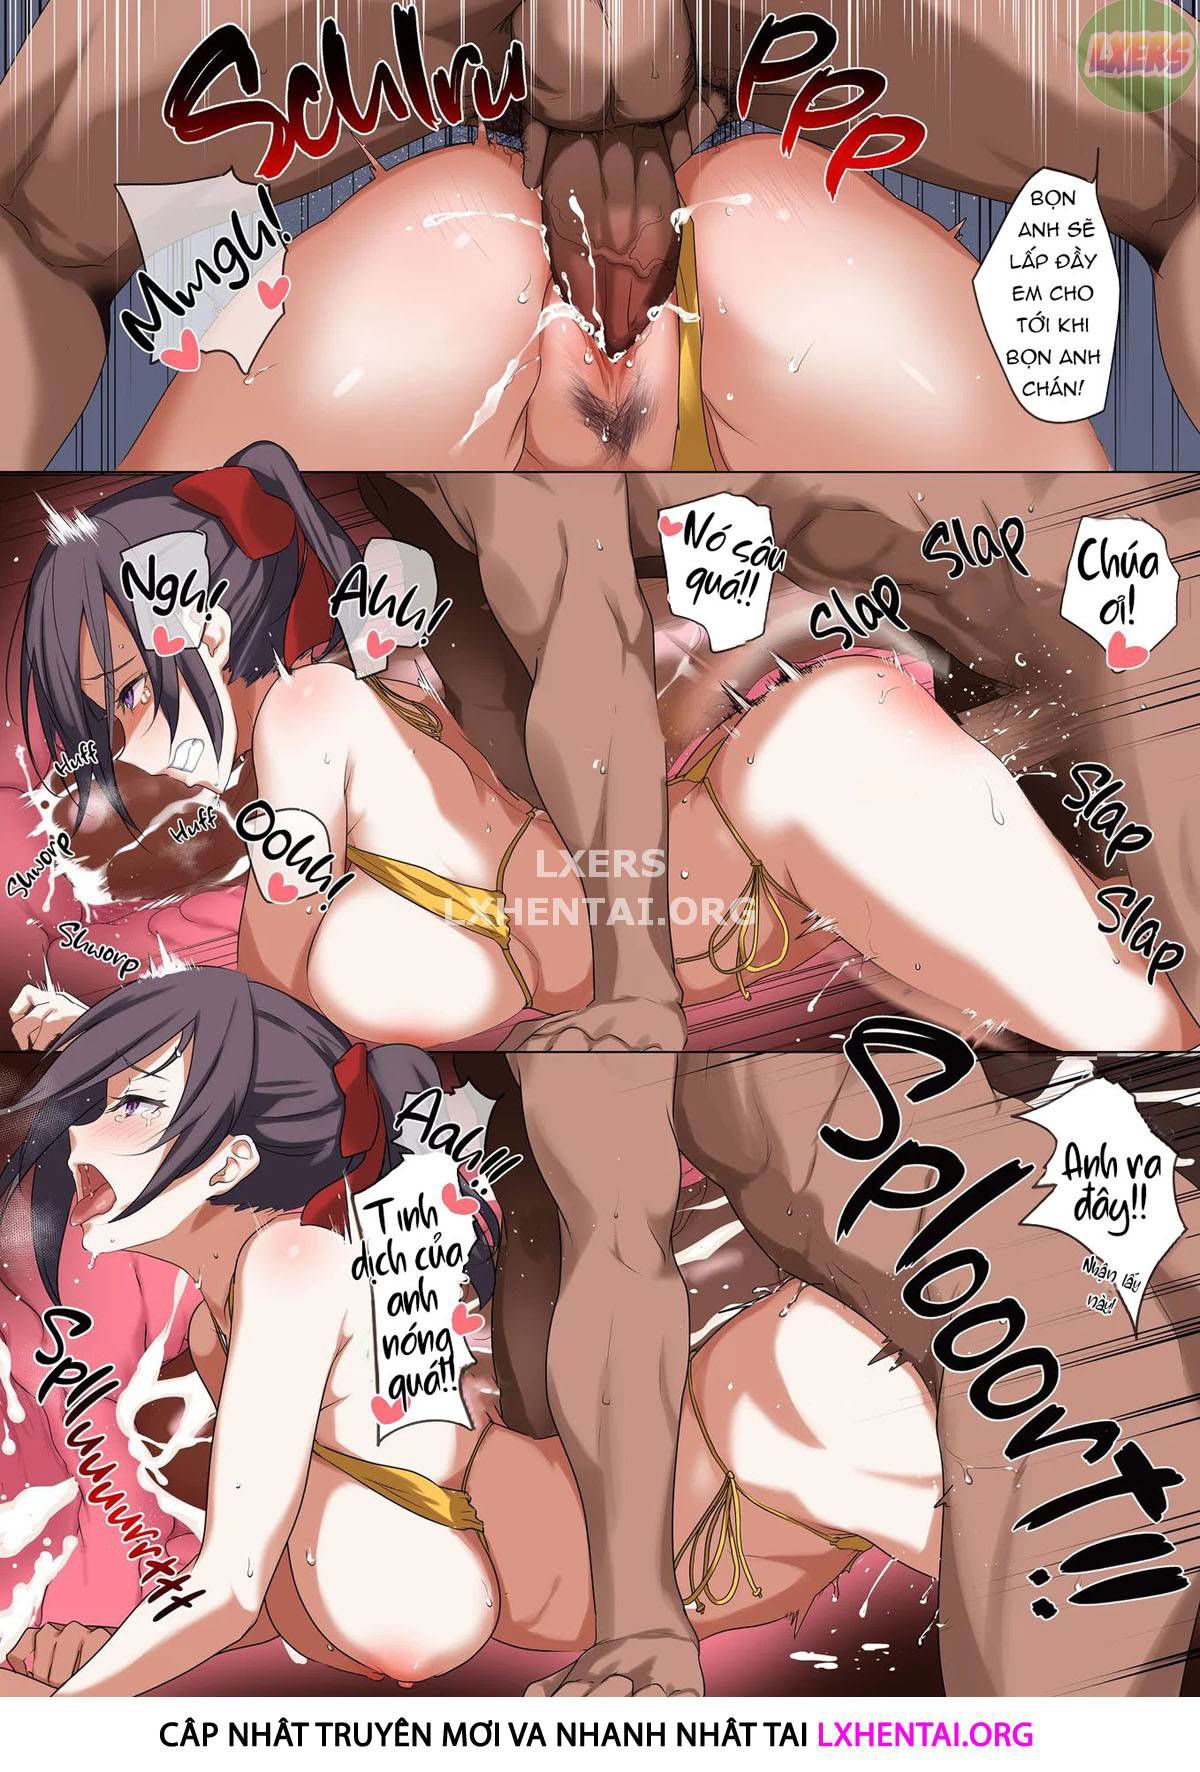 LXERS
Schlru
PPP
Mmgh!
BỌN
ANH SẼ
LẤP ĐẦY
EM CHO
TỚI KHI
BỌN ANH
CHÁN!
Ngh!
Ahh!
Nó sâu
quá!!
Slap
Slap
Chúa
ơi!
Huff
Huff
Shworp
Shworp
Oohh!
Slap
Slap
LXERS
LXHENTAI.ORG
Aah!!!
Tinh
dịch của
anh
nóng
quá!!
Anh ra
đây!!
Nhận lấy
này!
Splooort!!!
Splluuuuurrttt
CẬP NHẬT TRUYỆN MỚI VÀ NHANH NHẤT TẠI LXHENTAI.ORG